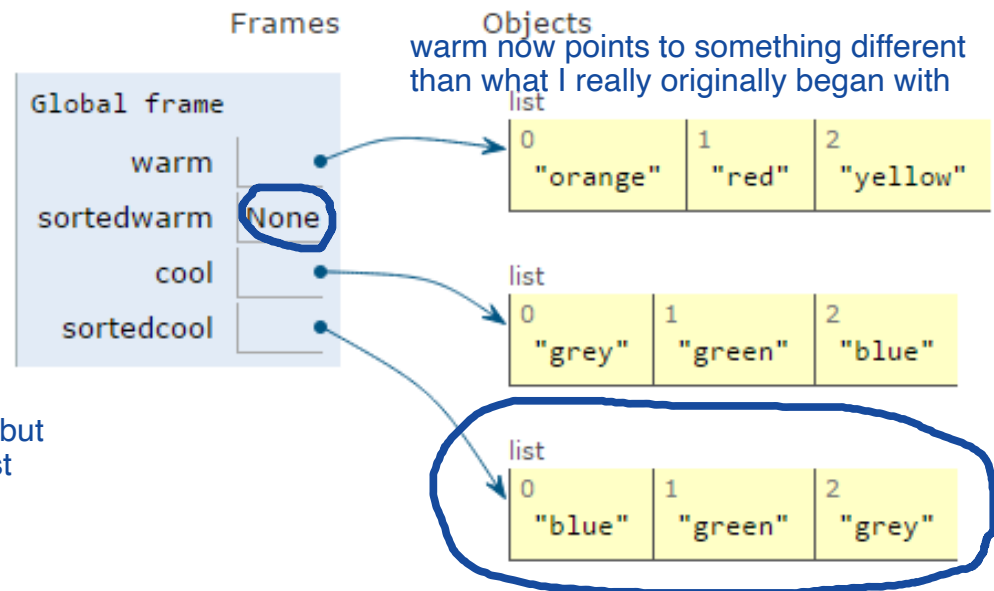 Frames Objects
warm now points to something different
than what I really originally began with
Global frame
list
0 1 2
warm
"orange" "red" "yellow"
sortedwarm None
cool
list
0 1 2
sortedcool
"grey" "green" "blue"
but
st
list
0 1 2
"blue" "green" "grey"